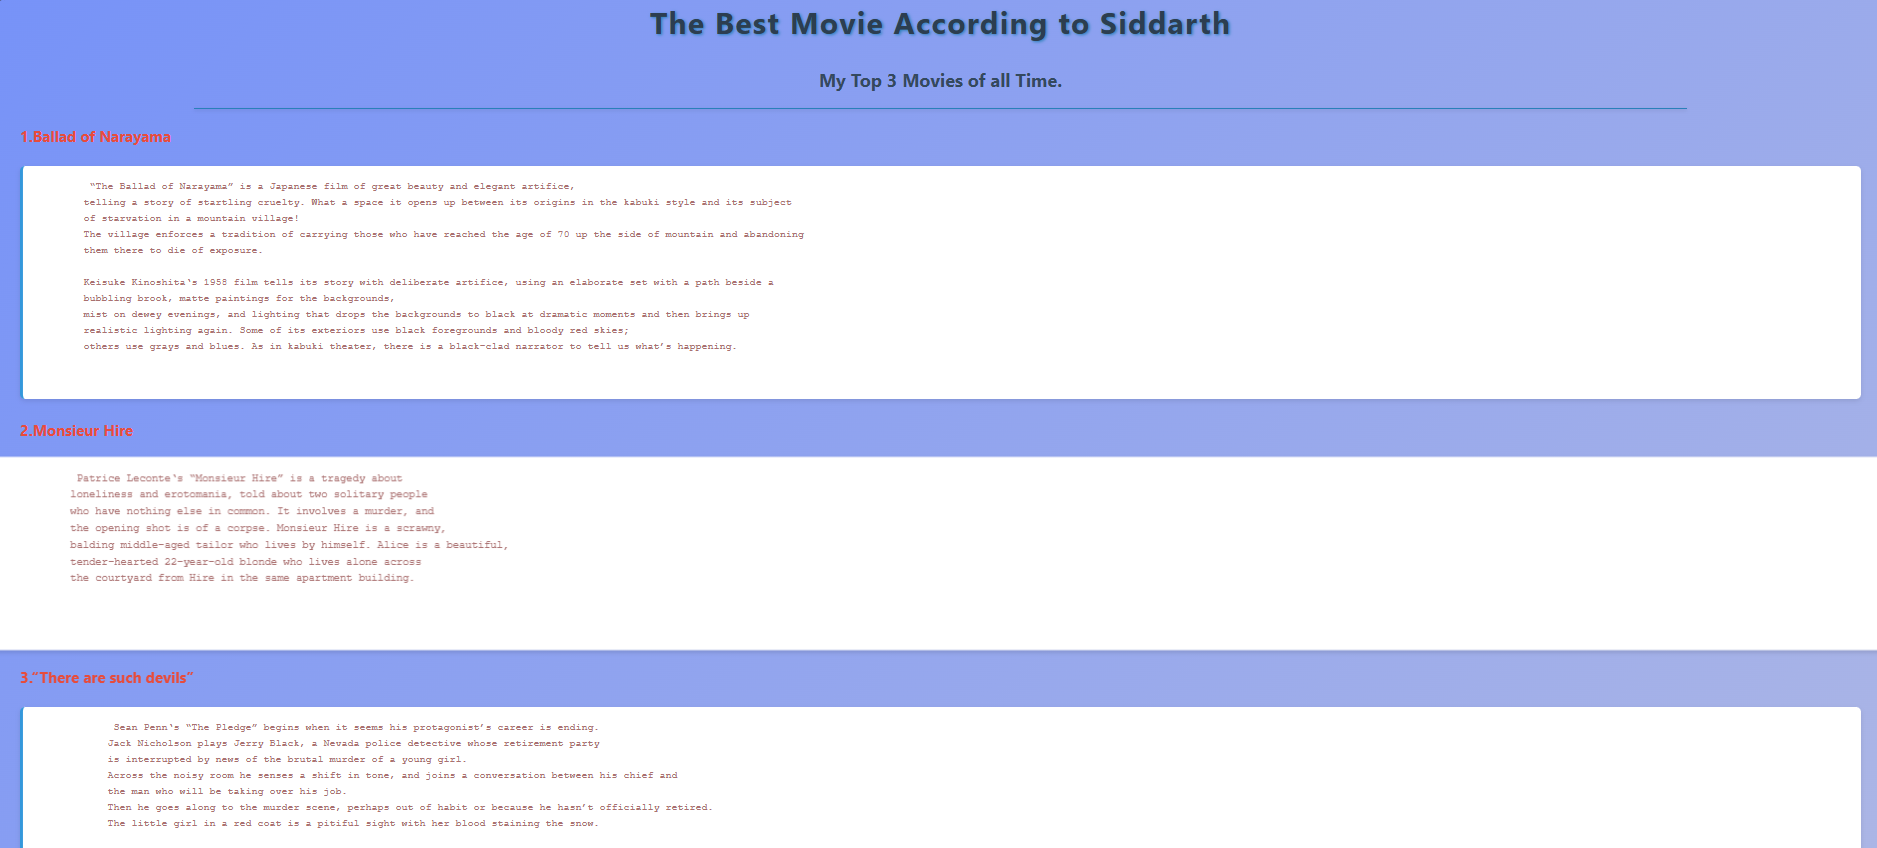 The Best Movie According to Siddarth
My Top 3 Movies of all Time.
1.Ballad of Narayama
“The Ballad of Narayama” is a Japanese film of great beauty and elegant artifice,
telling a story of startling cruelty. What a space it opens up between its origins in the kabuki style and its subject
of starvation in a mountain village!
The village enforces a tradition of carrying those who have reached the age of 70 up the side of mountain and abandoning
them there to die of exposure.
Keisuke Kinoshita‘s 1958 film tells its story with deliberate artifice, using an elaborate set with a path beside a
bubbling brook, matte paintings for the backgrounds,
mist on dewey evenings, and lighting that drops the backgrounds to black at dramatic moments and then brings up
realistic lighting again. Some of its exteriors use black foregrounds and bloody red skies;
others use grays and blues. As in kabuki theater, there is a black-clad narrator to tell us what’s happening.
2.Monsieur Hire
Patrice Leconte‘s “Monsieur Hire” is a tragedy about
loneliness and erotomania, told about two solitary people
who have nothing else in common. It involves a murder, and
the opening shot is of a corpse. Monsieur Hire is a scrawny,
balding middle-aged tailor who lives by himself. Alice is a beautiful,
tender-hearted 22-year-old blonde who lives alone across
the courtyard from Hire in the same apartment building.
3.“There are such devils”
Sean Penn‘s “The Pledge” begins when it seems his protagonist’s career is ending.
Jack Nicholson plays Jerry Black, a Nevada police detective whose retirement party
is interrupted by news of the brutal murder of a young girl.
Across the noisy room he senses a shift in tone, and joins a conversation between his chief and
the man who will be taking over his job.
Then he goes along to the murder scene, perhaps out of habit or because he hasn’t officially retired.
The little girl in a red coat is a pitiful sight with her blood staining the snow.